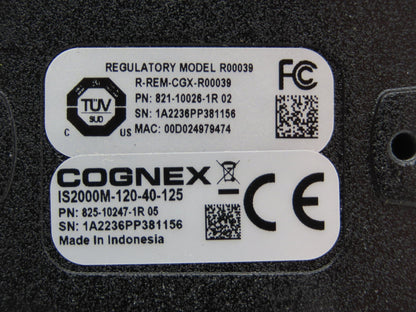 REGULATORY MODEL R00039
R-REM-CGX-R00039
PN: 821-10026-1R 02
SN: 1A2236PP381156
MAC: 00D024979474
TÜV
SUD
C US
FC
COGNEX
IS2000M-120-40-125
PN: 825-10247-1R 05
SN: 1A2236PP381156
Made In Indonesia
CE